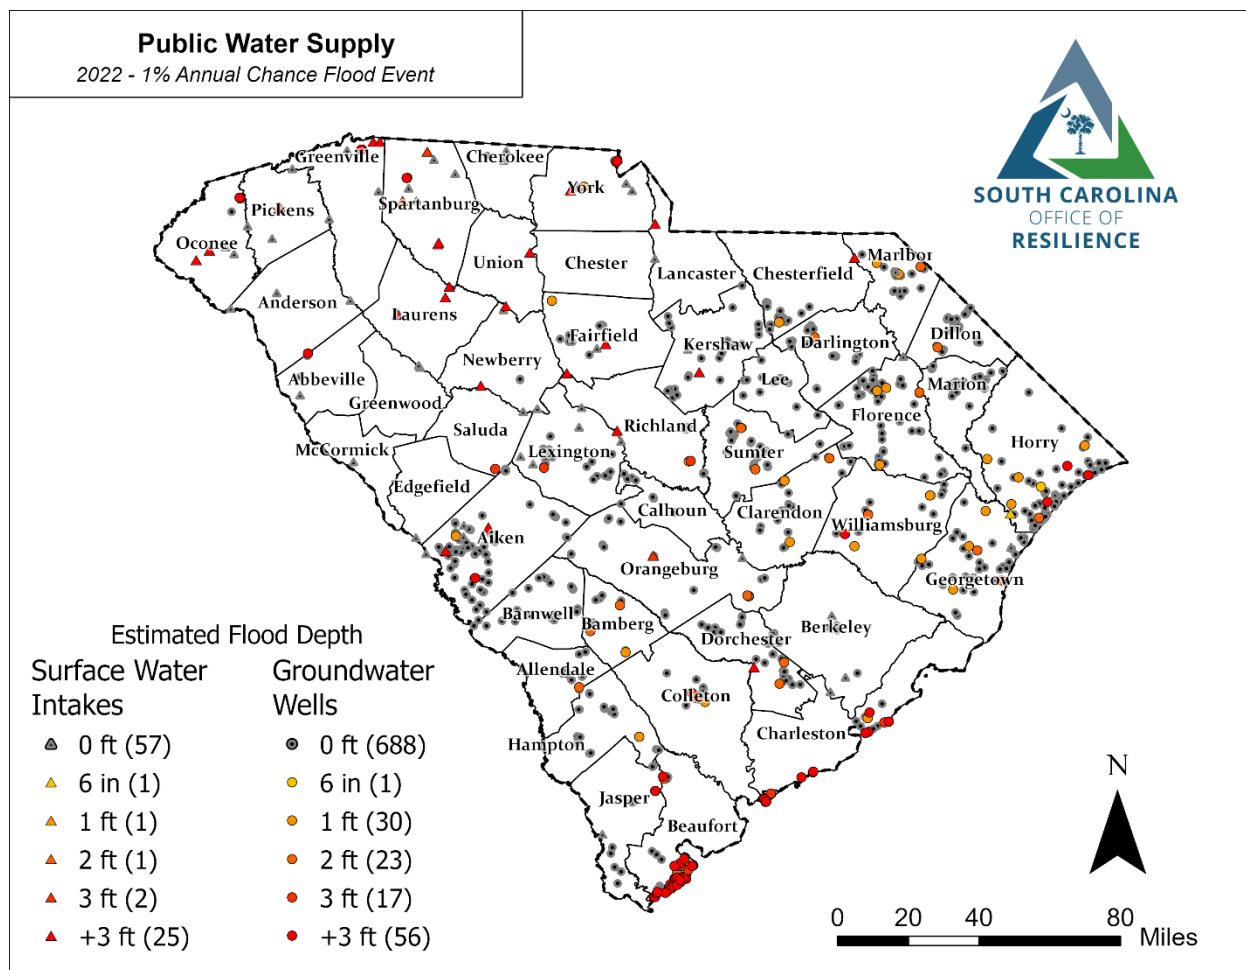 Public Water Supply
2022 - 1% Annual Chance Flood Event
SOUTH CAROLINA
OFFICE OF
RESILIENCE
Greenville
Cherokee
York
Pickens
Spartanburg
Oconee
Union
Chester
Lancaster
Chesterfield
Marlbor
Anderson
Laurens
Fairfield
Kershaw
Darlington
Dillon
Newberry
Lee
Marion
Abbeville
Greenwood
Florence
Saluda
Richland
Horry
McCormick
Lexington
Sumter
Edgefield
Calhoun
Clarendon
Williamsburg
Aiken
Orangeburg
Georgetown
Barnwell
Bamberg
Dorchester
Berkeley
Allendale
Colleton
Charleston
Hampton
Jasper
Beaufort
Estimated Flood Depth
Surface Water
Intakes
0 ft (57)
6 in (1)
1 ft (1)
2 ft (1)
3 ft (2)
+3 ft (25)
Groundwater
Wells
0 ft (688)
6 in (1)
1 ft (30)
2 ft (23)
3 ft (17)
+3 ft (56)
N
0 20 40 80
Miles